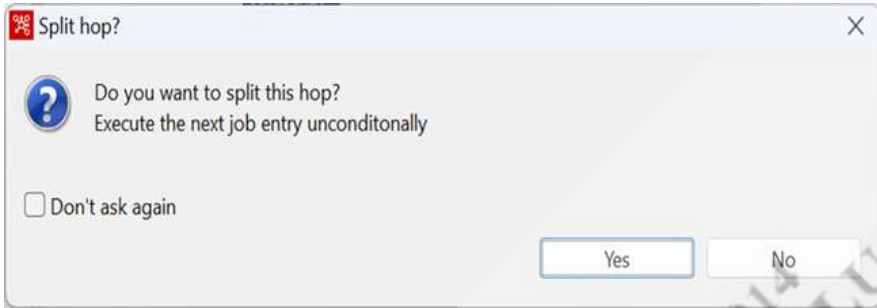 Split hop?
Do you want to split this hop?
Execute the next job entry unconditonally
Don't ask again
Yes
No